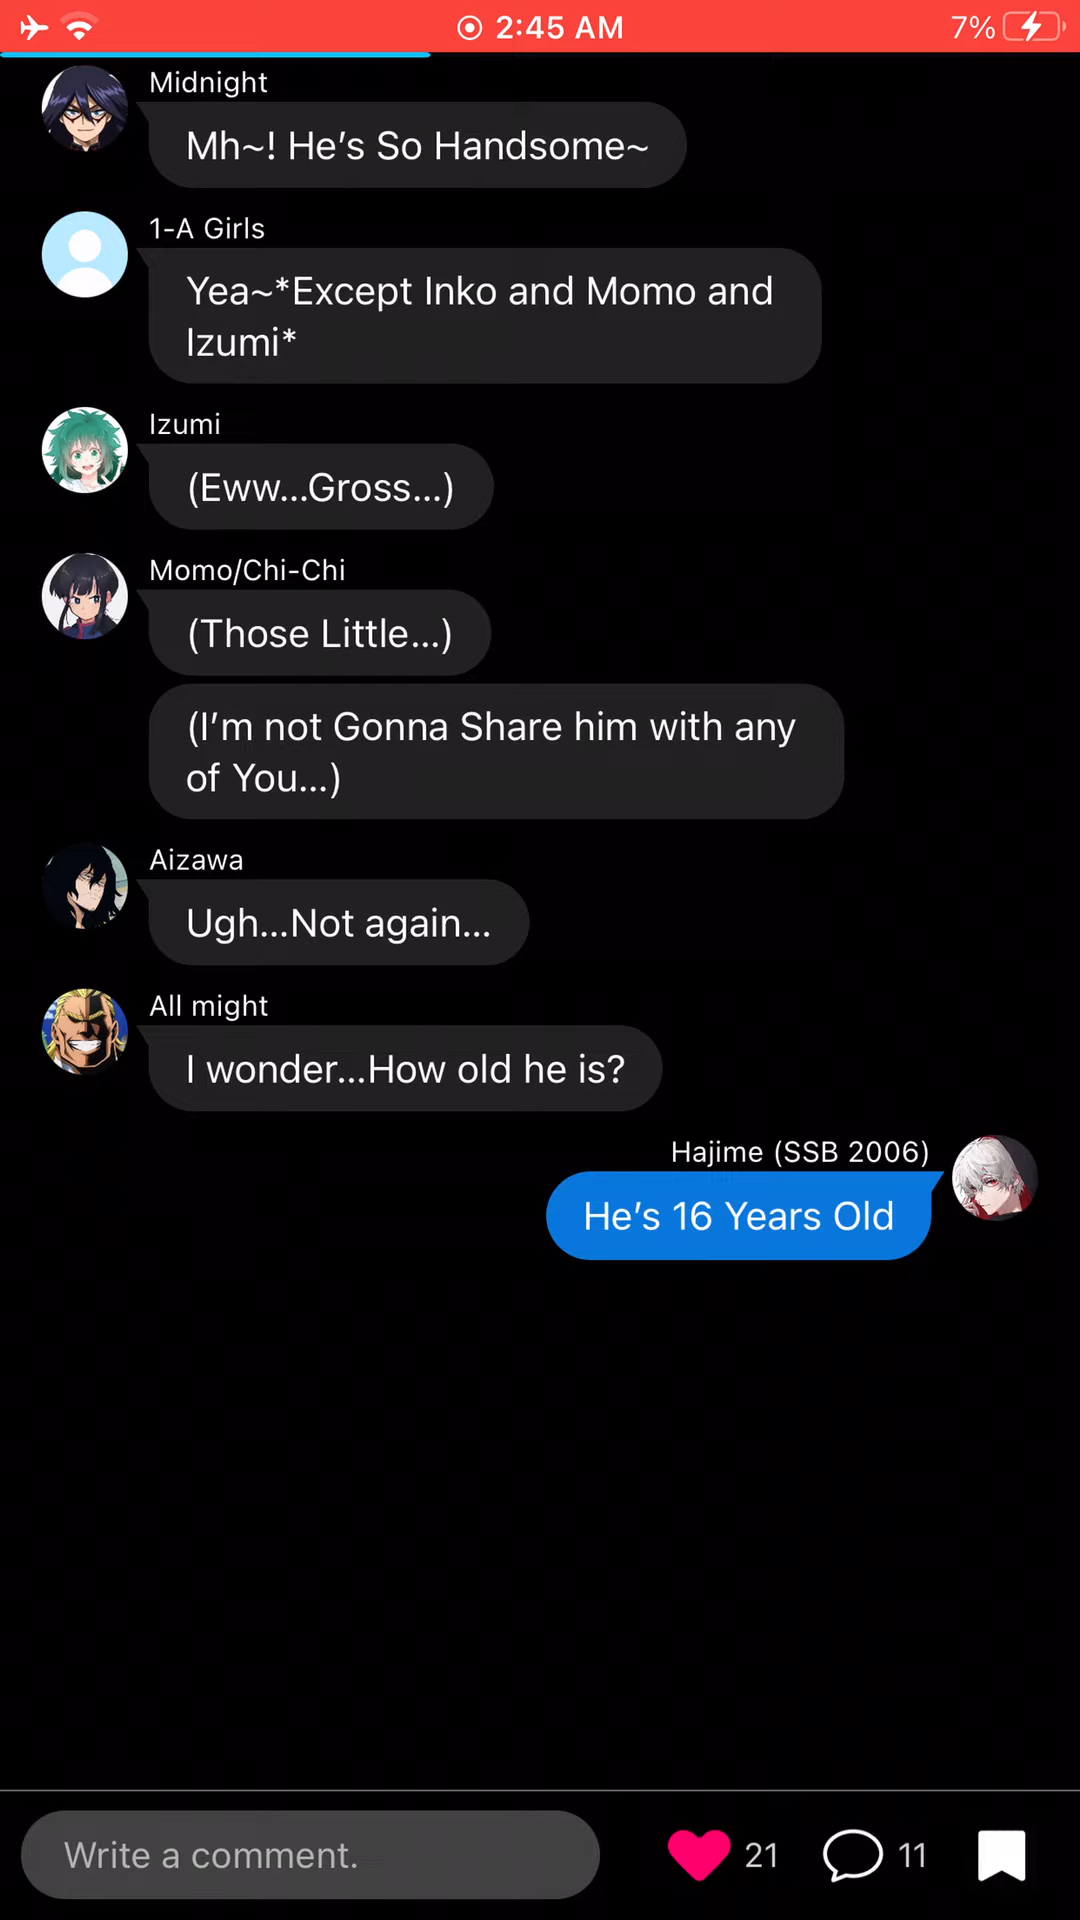 2:45 AM
7%
Midnight
Mh~! He's So Handsome~
1-A Girls
Yea~*Except Inko and Momo and
Izumi*
Izumi
(Eww...Gross...)
Momo/Chi-Chi
(Those Little...)
(I'm not Gonna Share him with any
of You...)
Aizawa
Ugh...Not again...
All might
I wonder...How old he is?
Hajime (SSB 2006)
He's 16 Years Old
Write a comment.
21
11